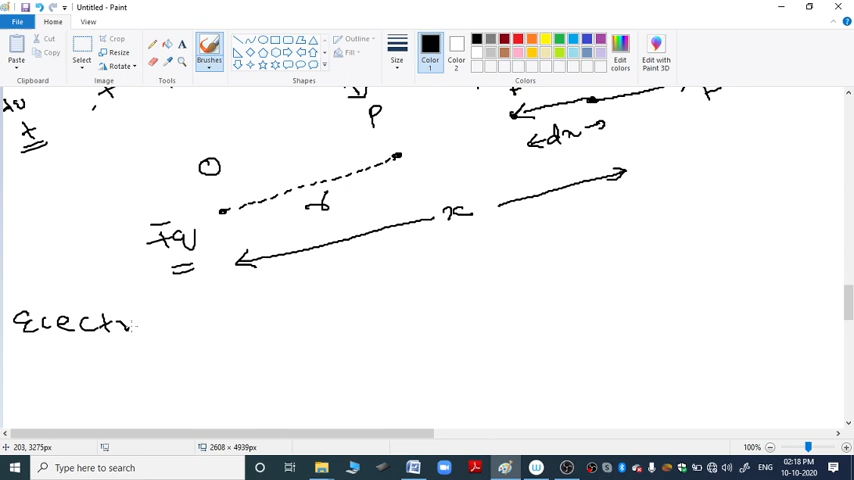 Untitled - Paint
File Home View
Cut
Copy
Paste
Clipboard
Crop
Resize
Rotate
Select
Image
A
Tools
Brushes
Outline
Fill
Shapes
Size
Color 1
Color 2
Colors
Edit colors
Edit with Paint 3D
P
dx
O
r
x
+q
Electr
203, 3275px
2608 × 4939px
100%
Type here to search
ENG
02:18 PM
10-10-2020